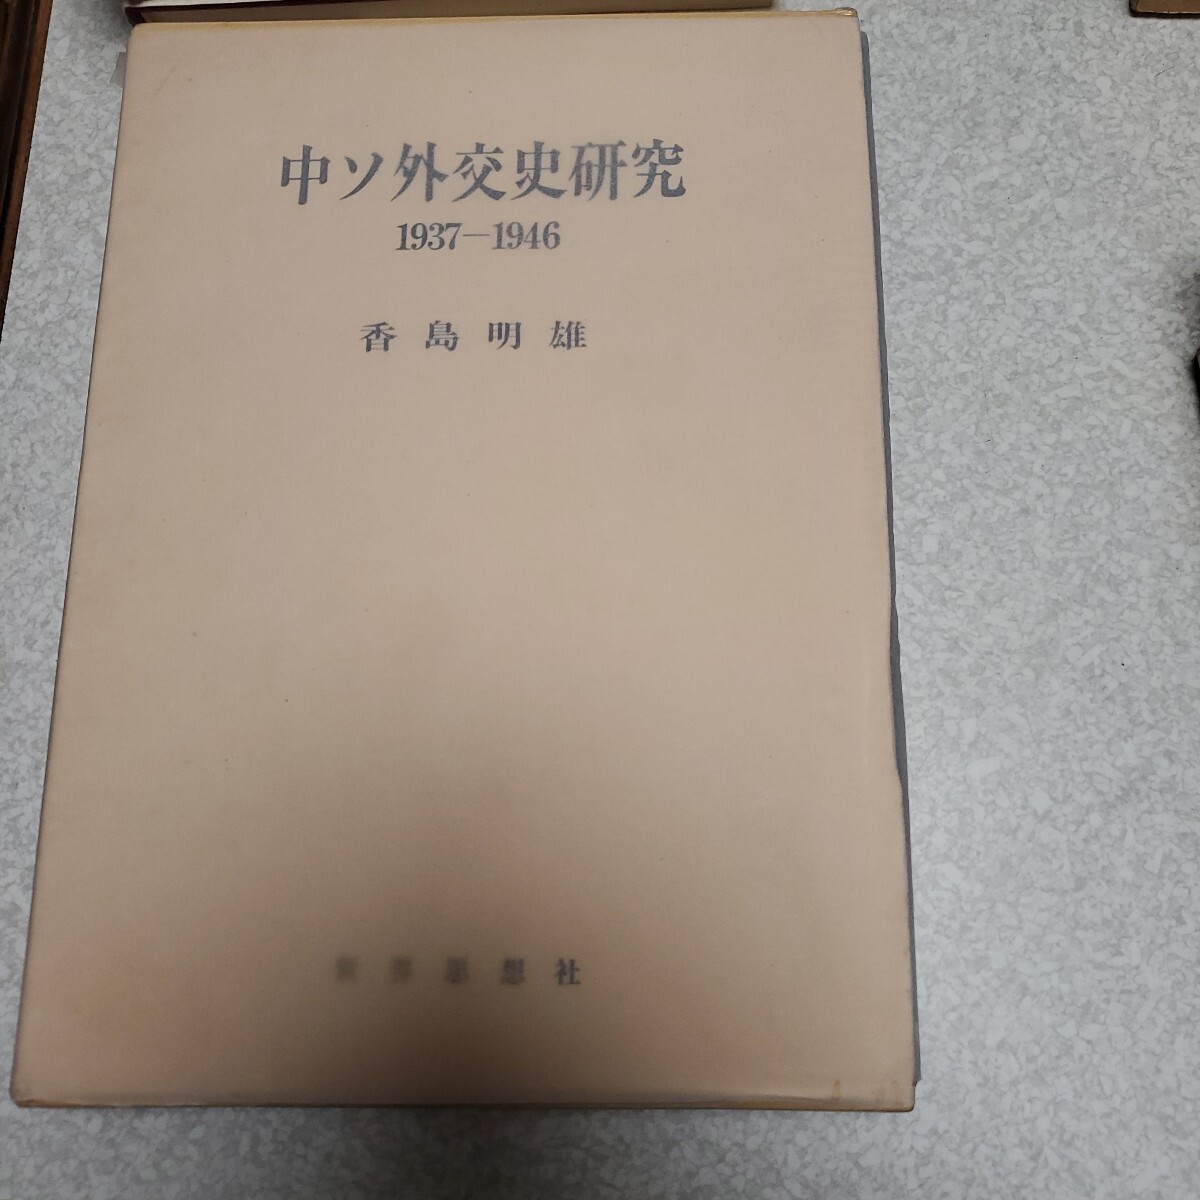 中ソ外交史研究
1937—1946
香島明雄
世界思想社